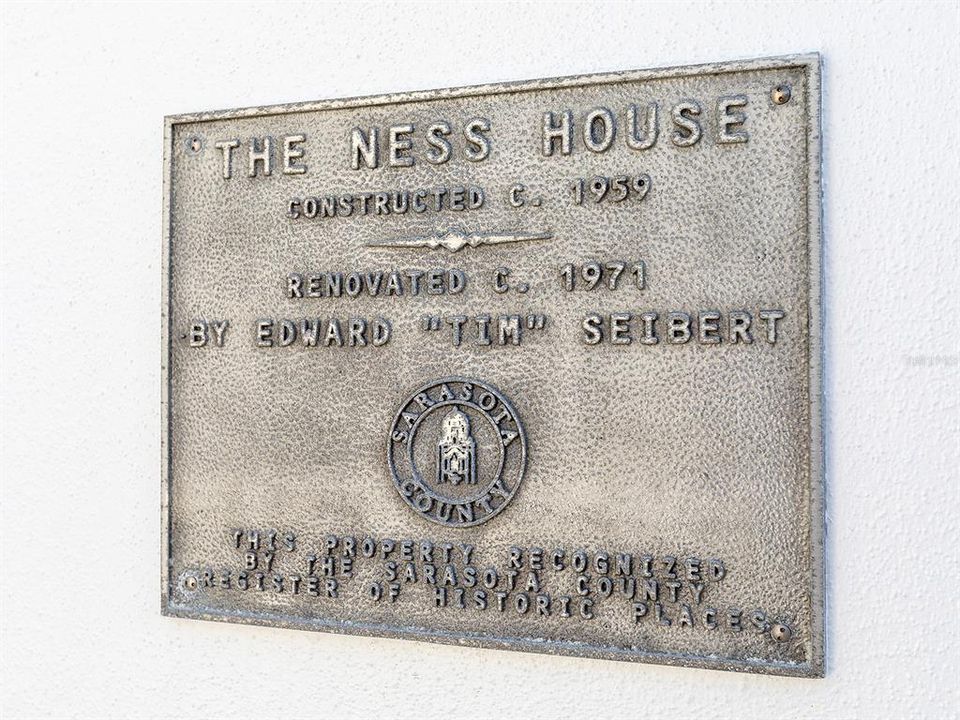 THE NESS HOUSE
CONSTRUCTED C. 1959
RENOVATED C. 1971
BY EDWARD "TIM" SEIBERT
SARASOTA
COUNTY
THIS PROPERTY RECOGNIZED
BY THE SARASOTA COUNTY
REGISTER OF HISTORIC PLACES